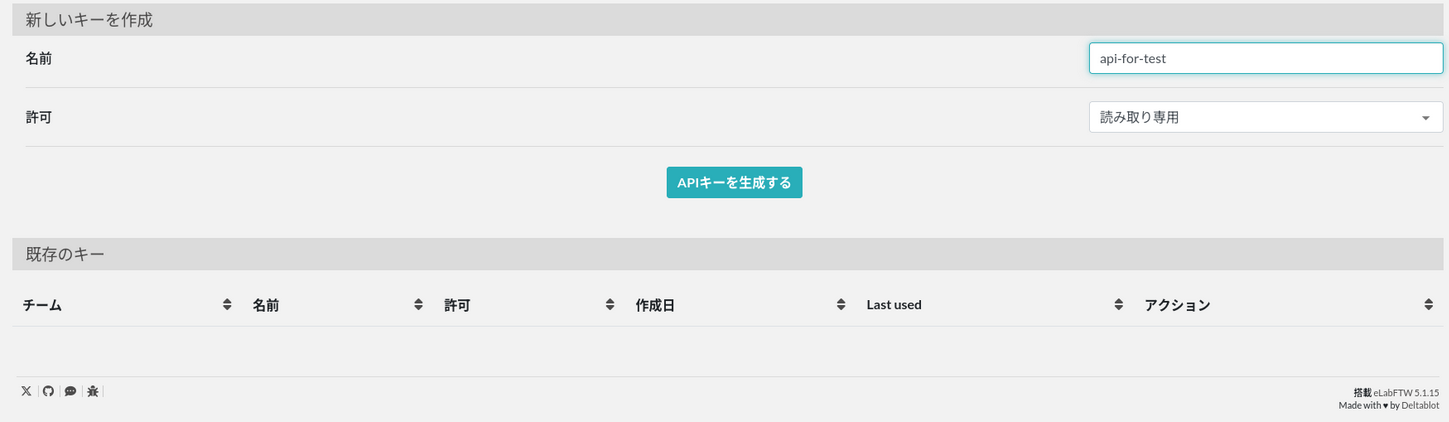 新しいキーを作成
名前
api-for-test
許可
読み取り専用
APIキーを生成する
既存のキー
チーム 名前 許可 作成日 Last used アクション
搭載 eLabFTW 5.1.15
Made with ♥ by Deltablot